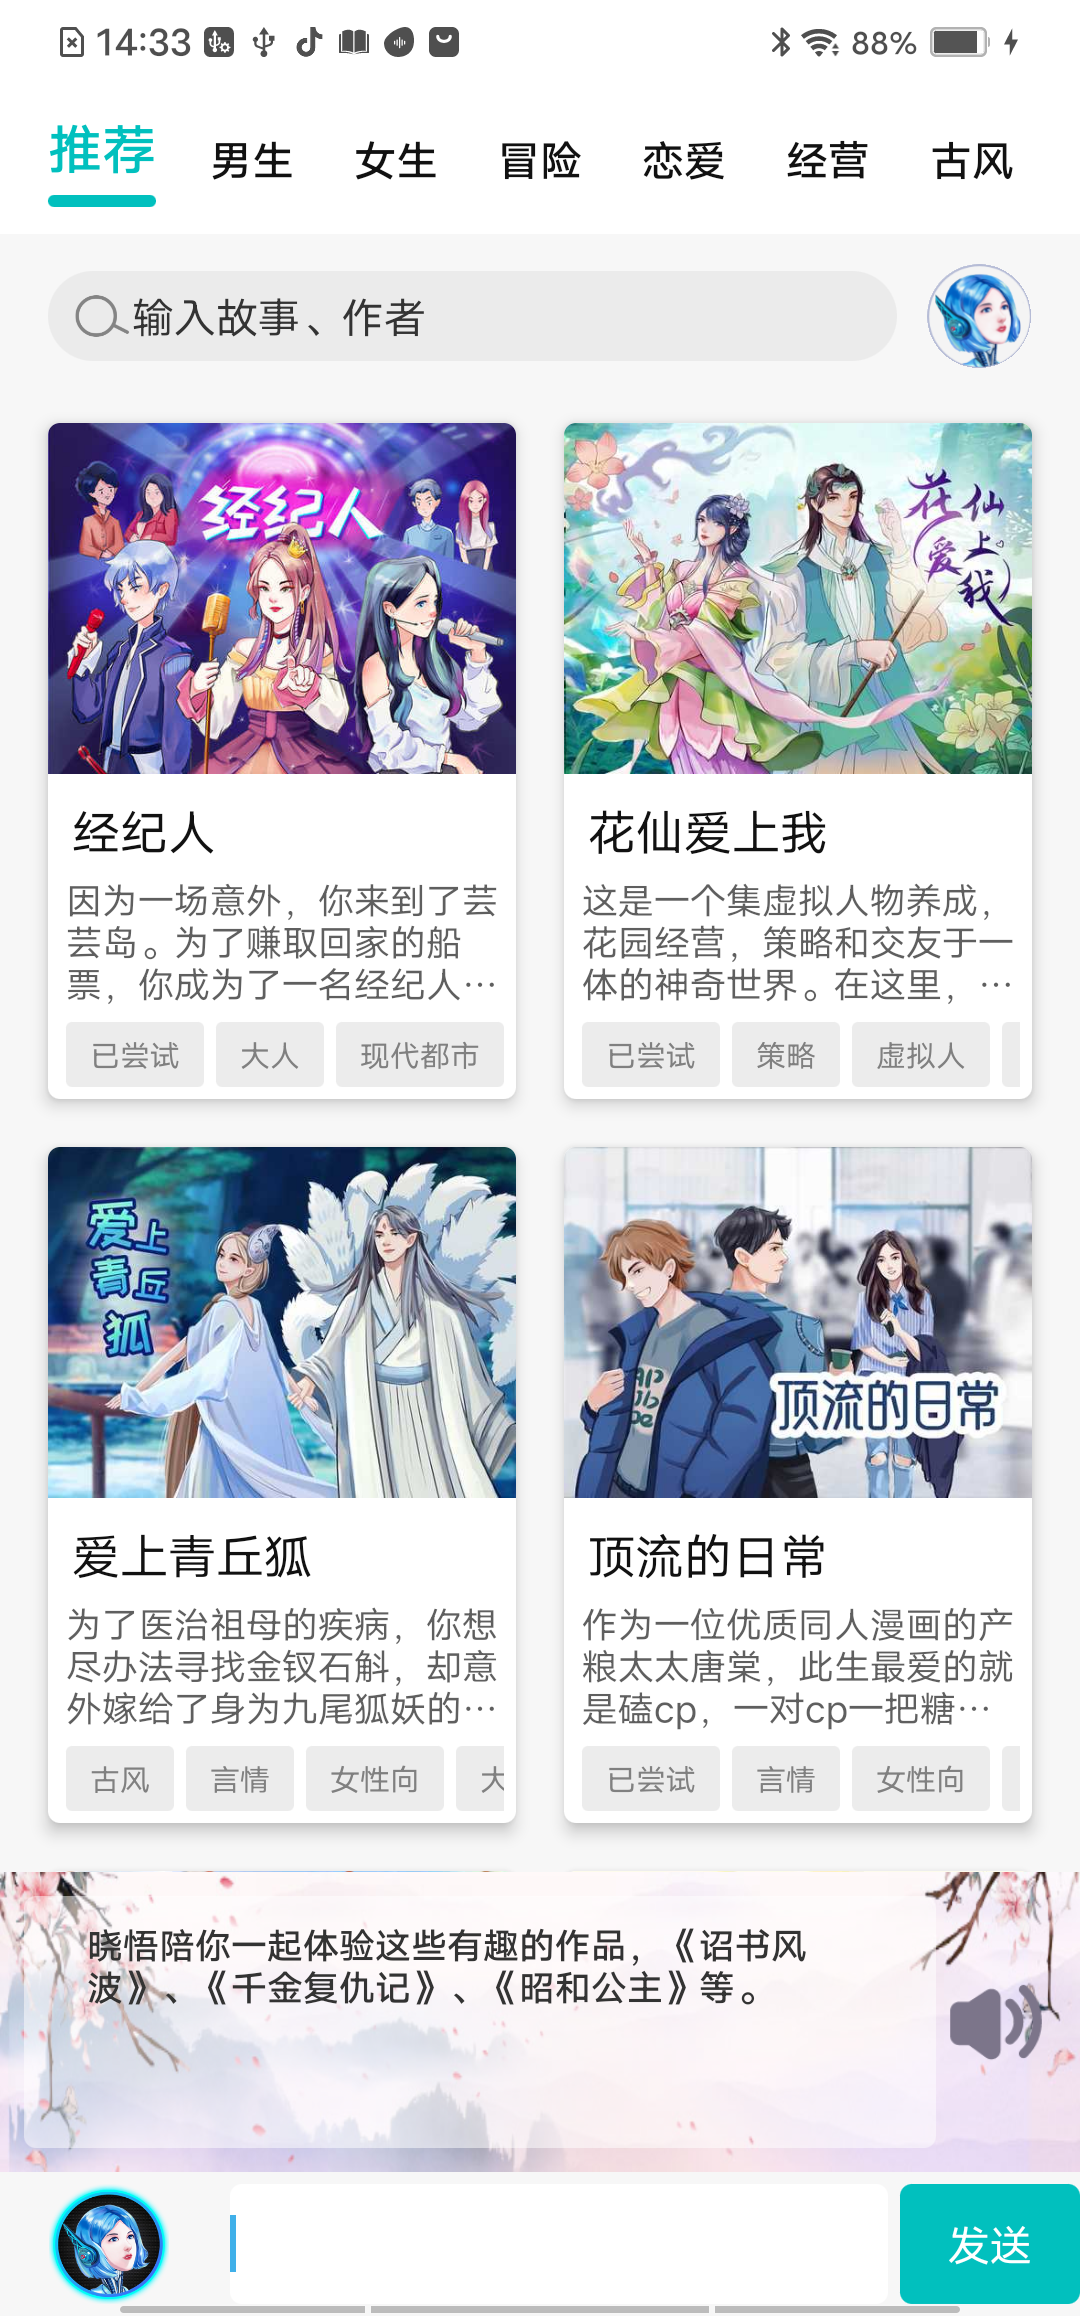 14:33
88%
推荐
男生
女生
冒险
恋爱
经营
古风
输入故事、作者
经纪人
花仙
爱上
我
经纪人
因为一场意外，你来到了芸
芸岛。为了赚取回家的船
票，你成为了一名经纪人…
已尝试
大人
现代都市
花仙爱上我
这是一个集虚拟人物养成，
花园经营，策略和交友于一
体的神奇世界。在这里，…
已尝试
策略
虚拟人
爱上
青丘
狐
顶流的日常
爱上青丘狐
为了医治祖母的疾病，你想
尽办法寻找金钗石斛，却意
外嫁给了身为九尾狐妖的…
古风
言情
女性向
大
顶流的日常
作为一位优质同人漫画的产
粮太太唐棠，此生最爱的就
是磕cp，一对cp一把糖…
已尝试
言情
女性向
晓悟陪你一起体验这些有趣的作品，《诏书风
波》、《千金复仇记》、《昭和公主》等。
发送